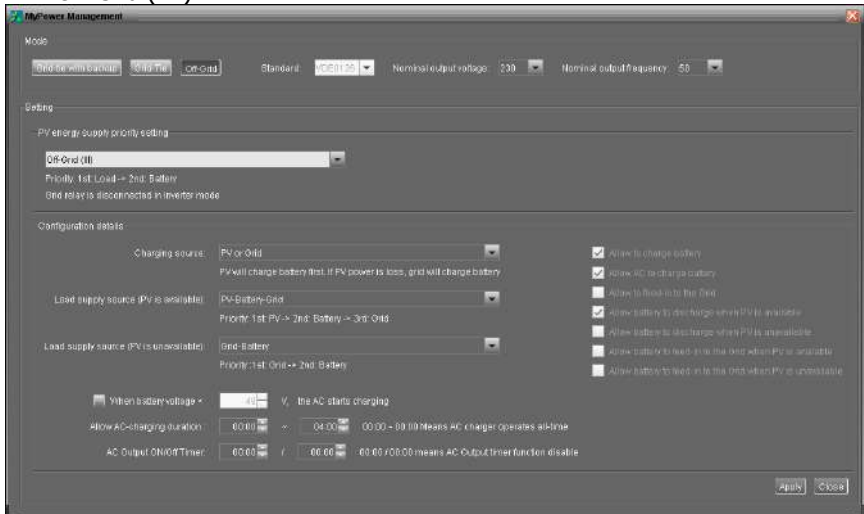 MyPower Management
Mode
Grid-tie with backup Grid-Tie Off-Grid Standard: VDE0126 Nominal output voltage: 230 Nominal output frequency: 50
Setting
PV energy supply priority setting
Off-Grid (III)
Priority: 1st: Load -> 2nd: Battery
Grid relay is disconnected in inverter mode
Configuration details
Charging source: PV or Grid
PV will charge battery first. If PV power is loss, grid will charge battery
Load supply source (PV is available): PV-Battery-Grid
Priority: 1st: PV -> 2nd: Battery -> 3rd: Grid
Load supply source (PV is unavailable): Grid-Battery
Priority: 1st: Grid -> 2nd: Battery
Allow to charge battery
Allow AC to charge battery
Allow to feed-in to the Grid
Allow battery to discharge when PV is available
Allow battery to discharge when PV is unavailable
Allow battery to feed-in to the Grid when PV is available
Allow battery to feed-in to the Grid when PV is unavailable
When battery voltage < V, the AC starts charging
Allow AC-charging duration: 00:00 ~ 04:00 00:00 ~ 00:00 Means AC charger operates all-time
AC Output ON/Off Timer: 00:00 / 00:00 00:00 / 00:00 means AC Output timer function disable
Apply Close